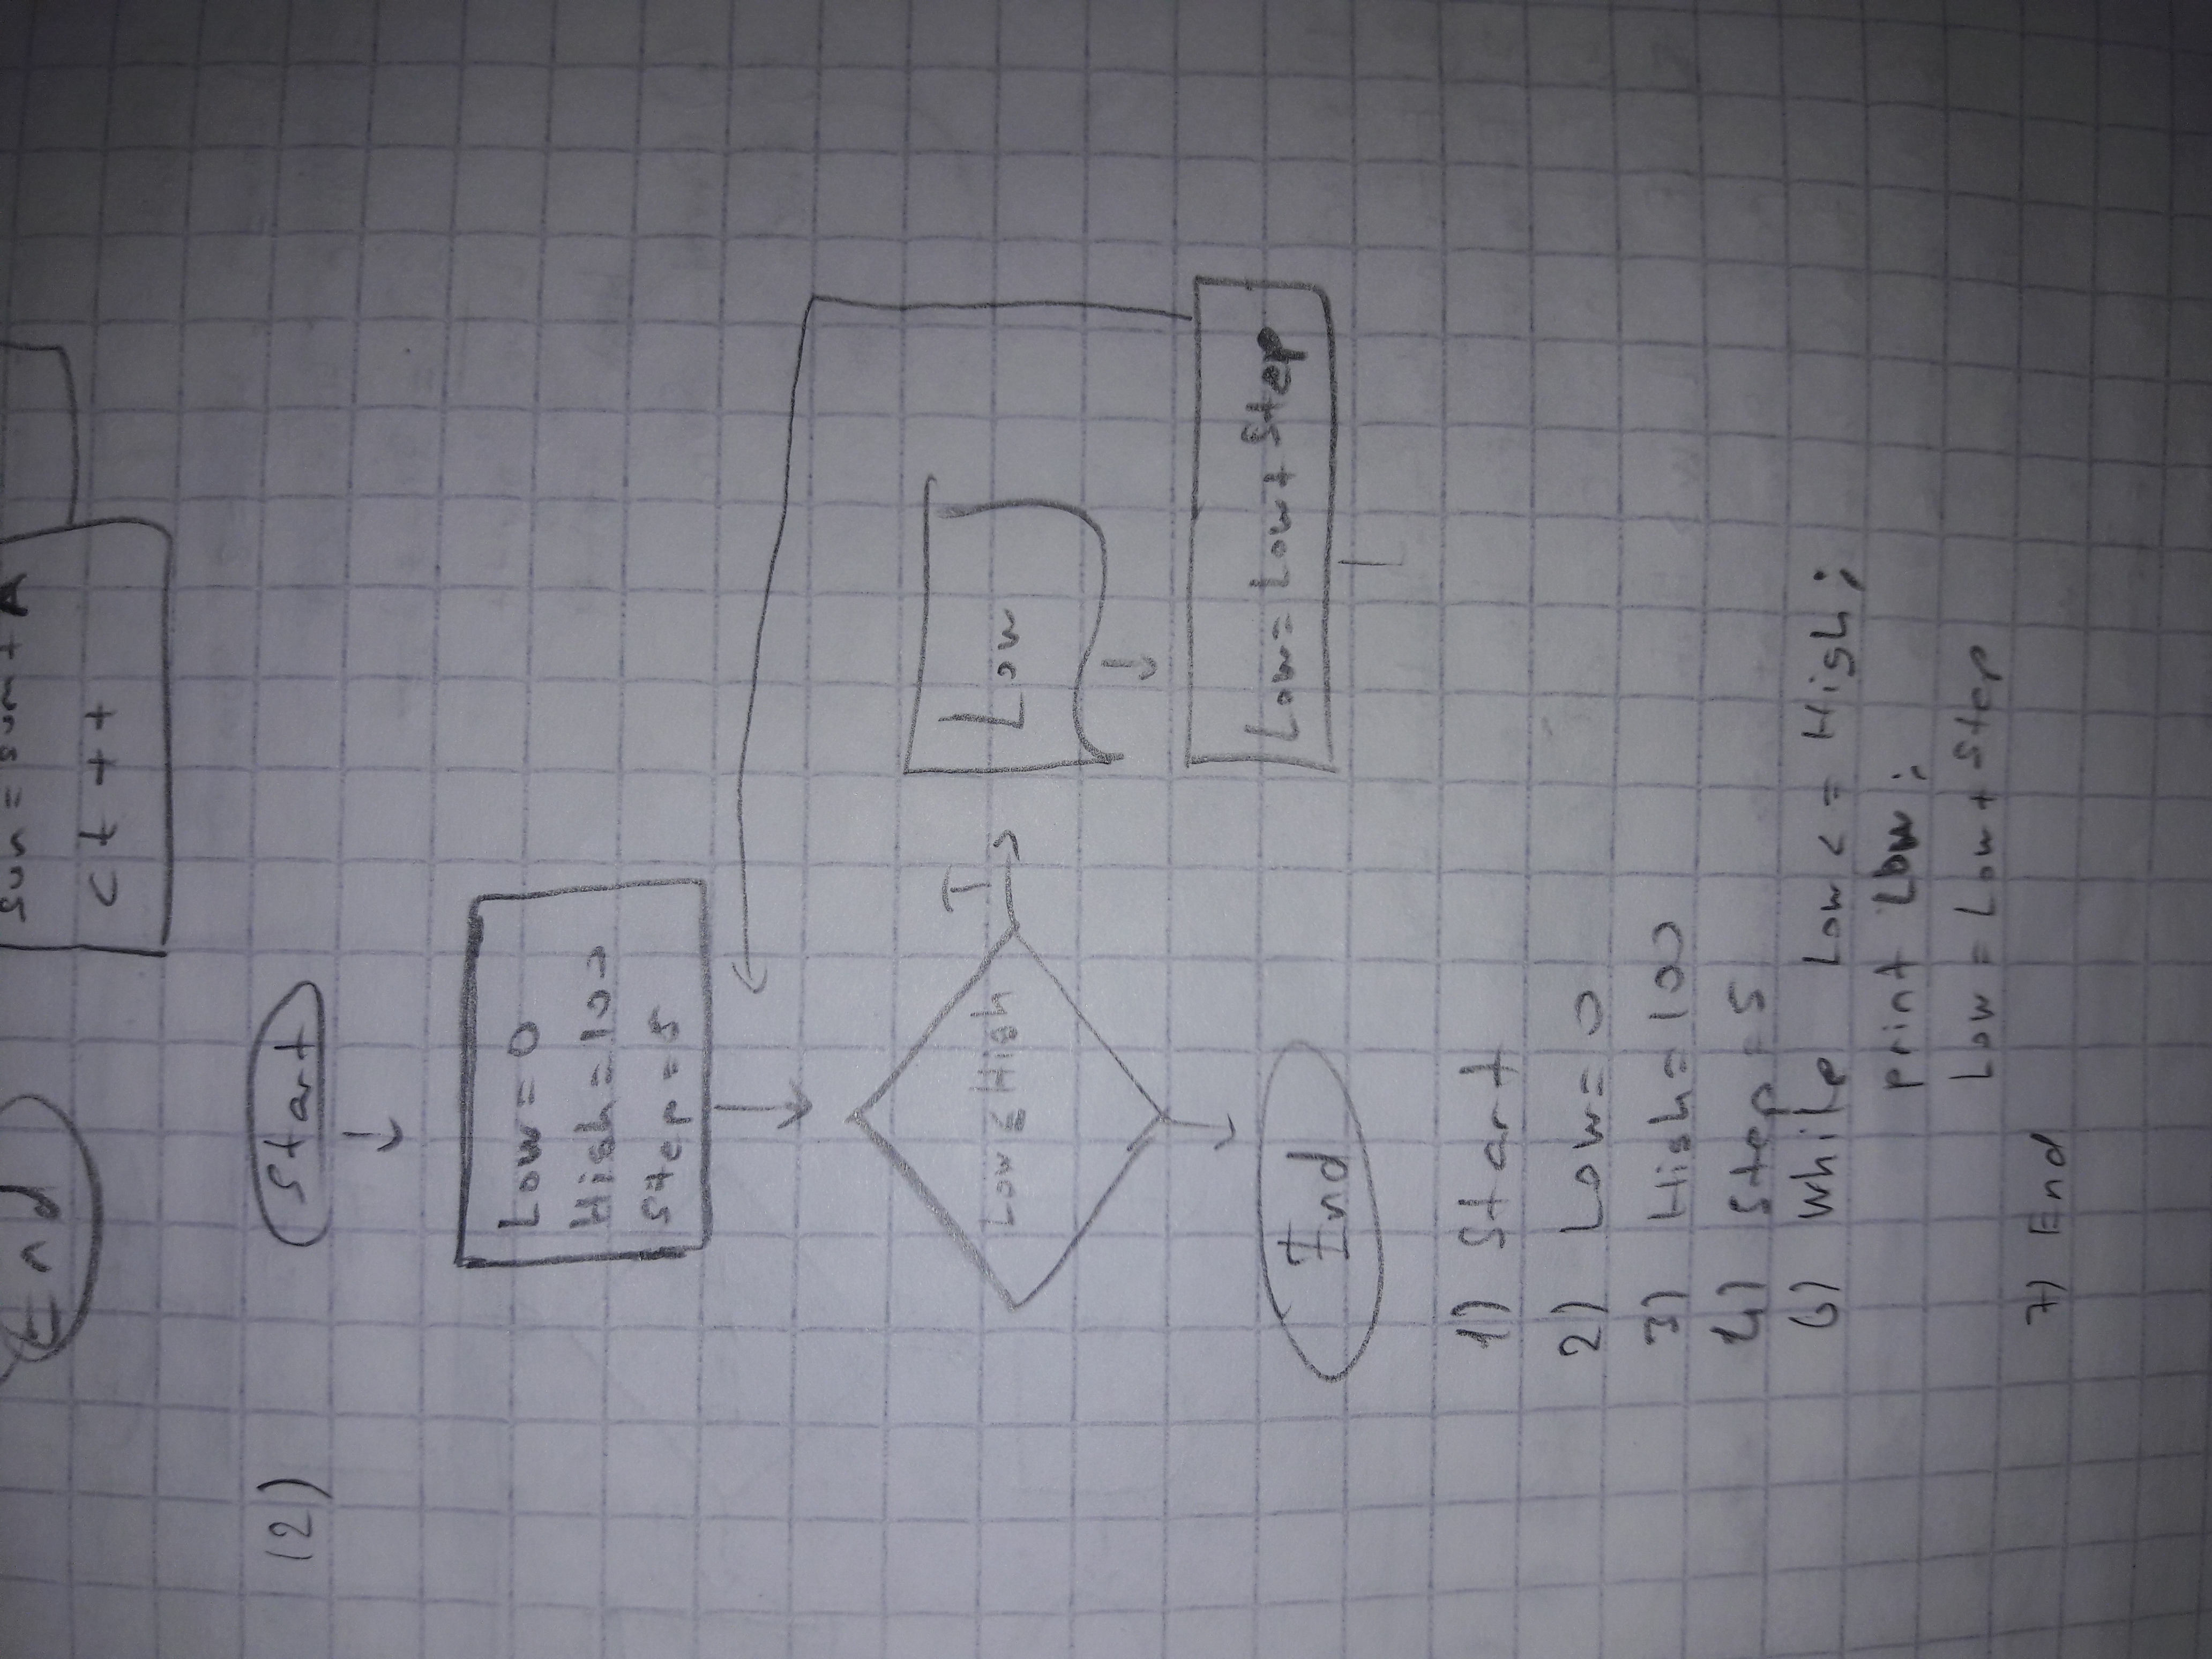 End
sum = sum + A
ct ++
12)
Start
Low = 0
High = 100
Step = 5
Low ≤ High
T
Low
Low = Low + Step
End
1) Start
2) Low = 0
3) High = 100
4) Step = 5
6) While Low <= High;
print Low;
Low = Low + Step
7) End